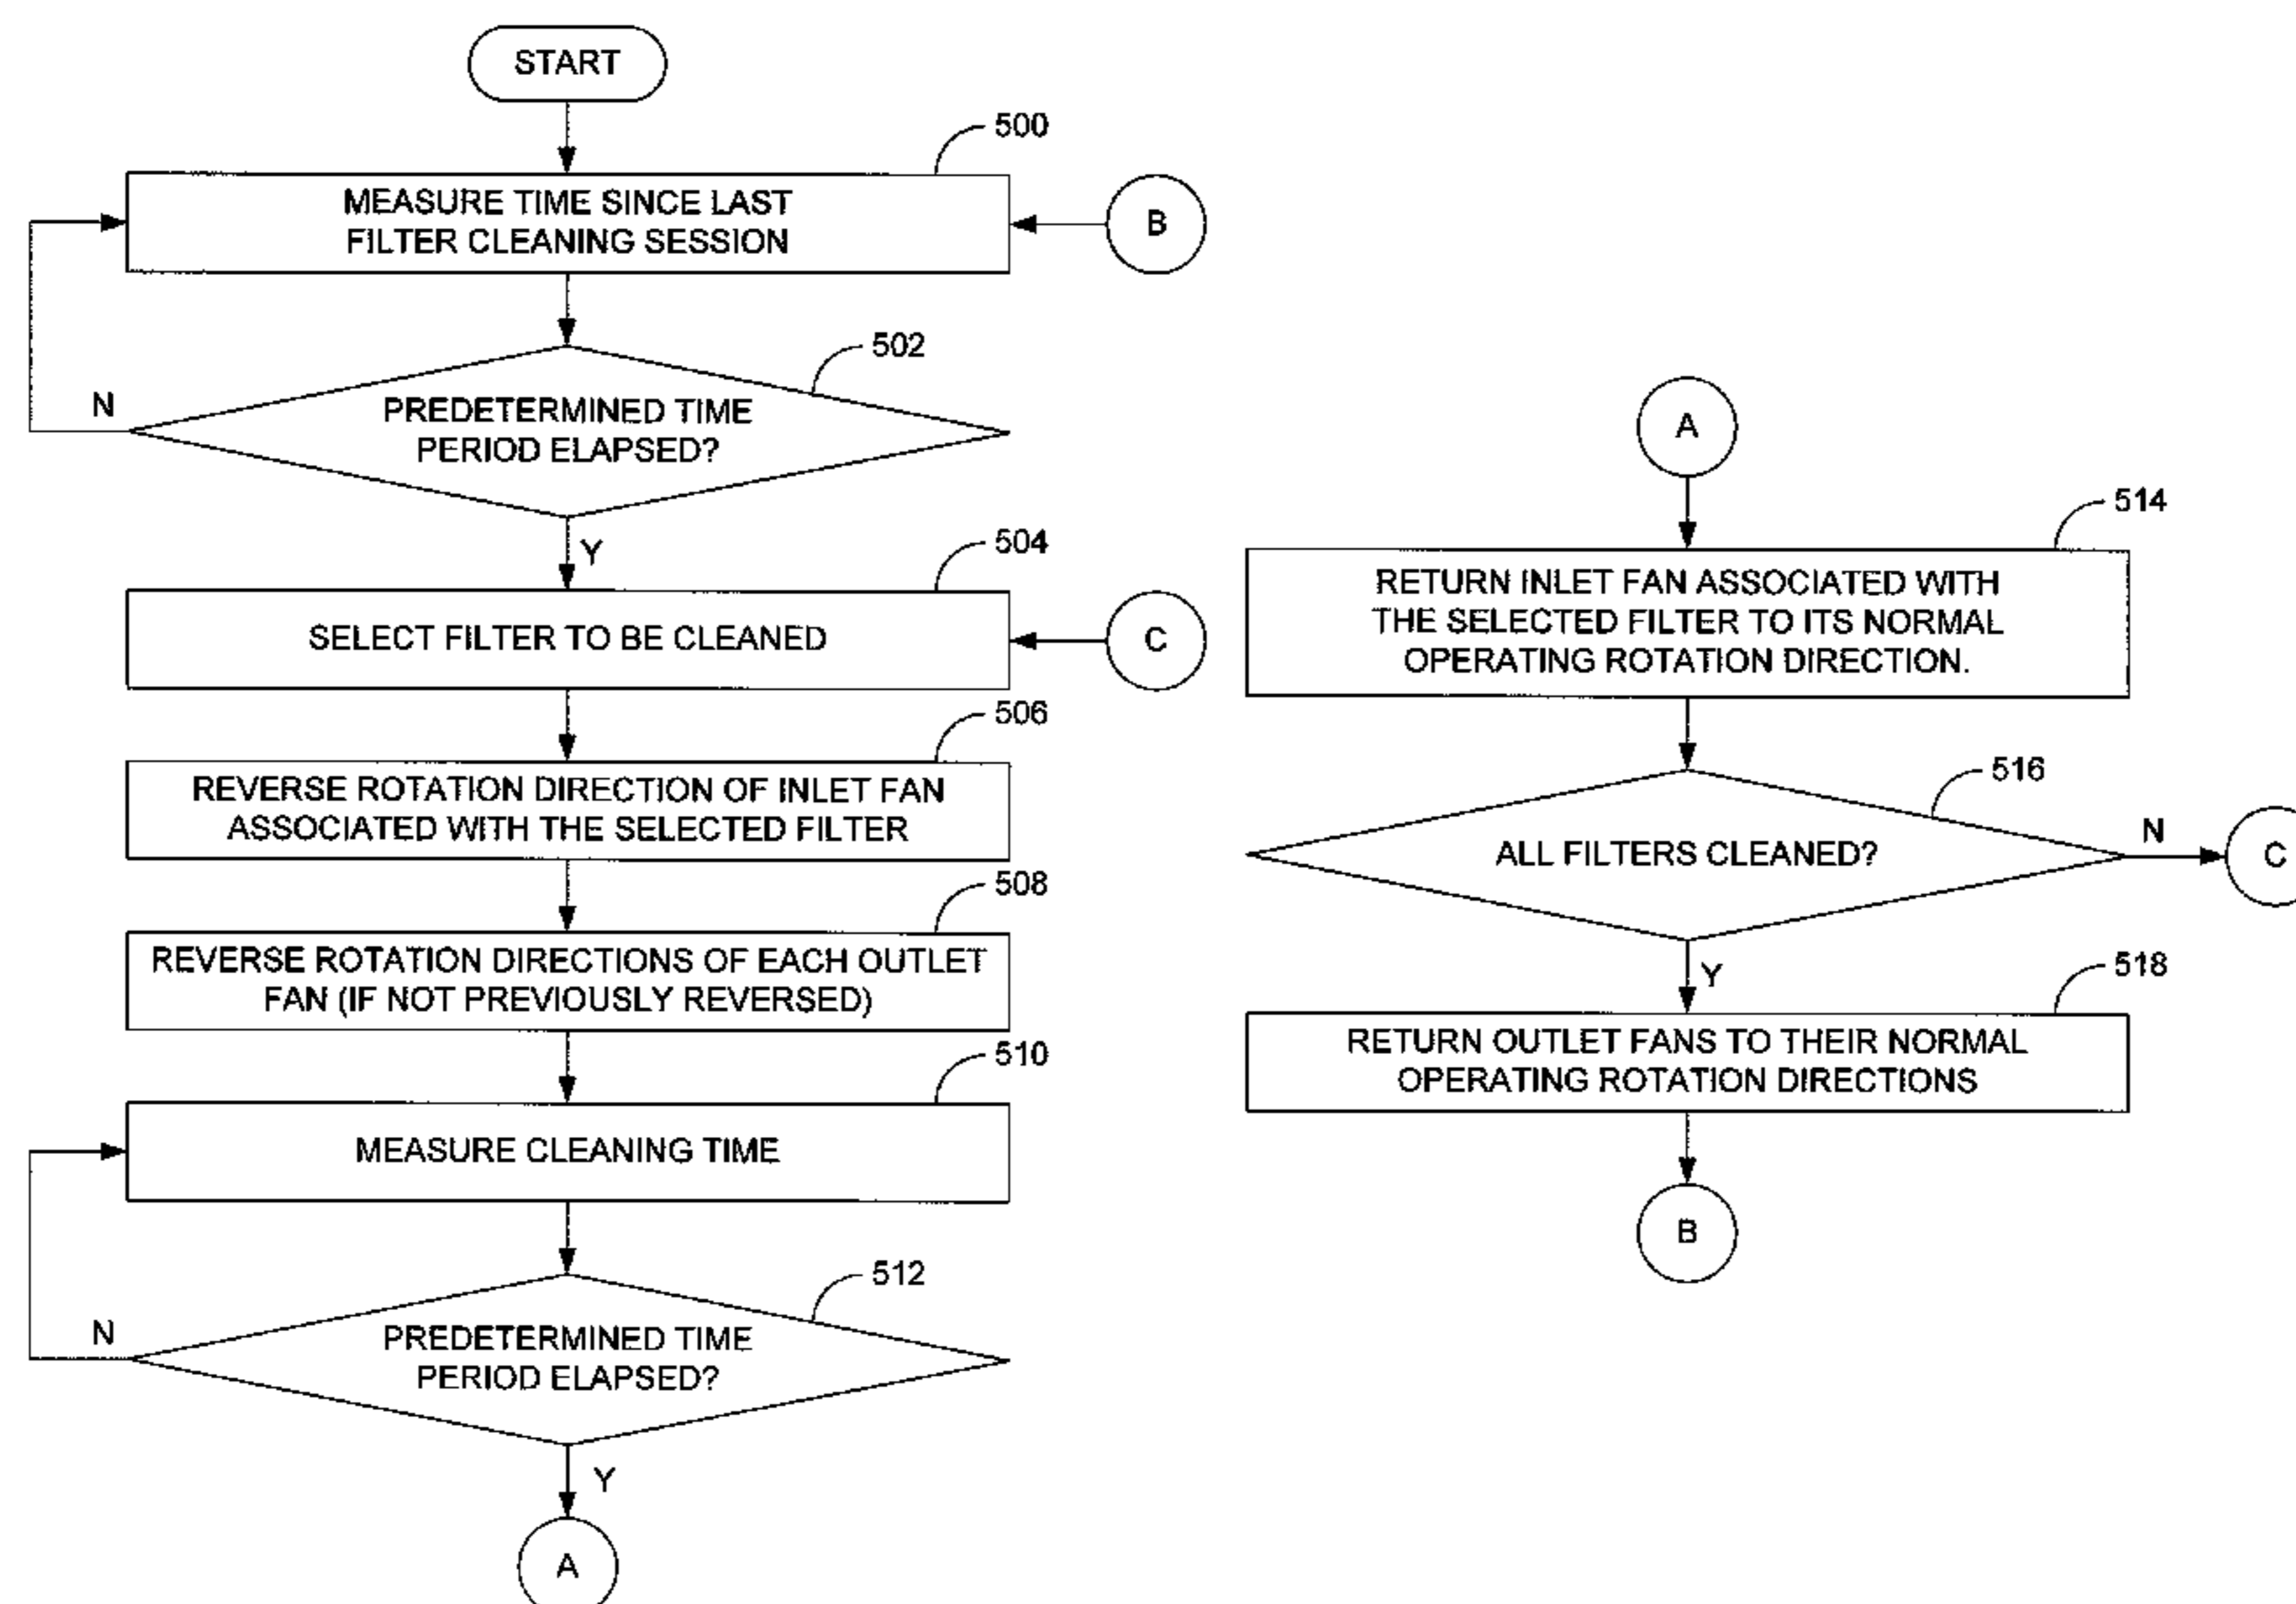 START
500
MEASURE TIME SINCE LAST
FILTER CLEANING SESSION
B
502
PREDETERMINED TIME
PERIOD ELAPSED?
N
Y
504
SELECT FILTER TO BE CLEANED
C
506
REVERSE ROTATION DIRECTION OF INLET FAN
ASSOCIATED WITH THE SELECTED FILTER
508
REVERSE ROTATION DIRECTIONS OF EACH OUTLET
FAN (IF NOT PREVIOUSLY REVERSED)
510
MEASURE CLEANING TIME
512
PREDETERMINED TIME
PERIOD ELAPSED?
N
Y
A
A
514
RETURN INLET FAN ASSOCIATED WITH
THE SELECTED FILTER TO ITS NORMAL
OPERATING ROTATION DIRECTION.
516
ALL FILTERS CLEANED?
N
C
Y
518
RETURN OUTLET FANS TO THEIR NORMAL
OPERATING ROTATION DIRECTIONS
B